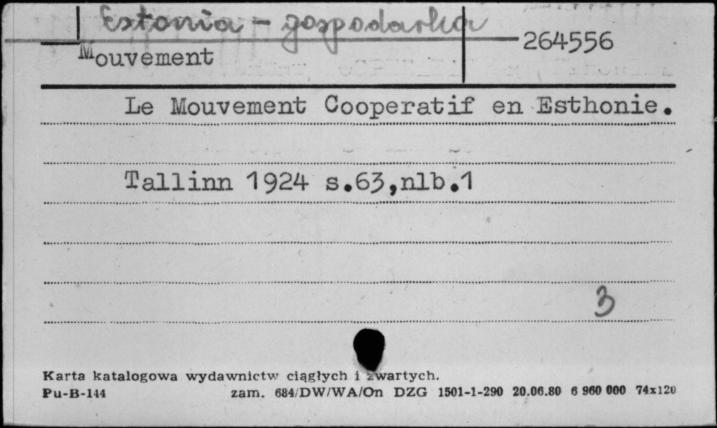 Estonia - gospodarka
264556
Mouvement
Le Mouvement Cooperatif en Esthonie.
Tallinn 1924 s.63,nlb.1
3
Karta katalogowa wydawnictw ciągłych i zwartych.
Pu-B-144 zam. 684/DW/WA/On DZG 1501-1-290 20.06.80 6 960 000 74x120